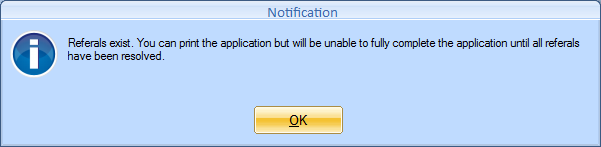 Notification
Referals exist. You can print the application but will be unable to fully complete the application until all referals
have been resolved.
OK